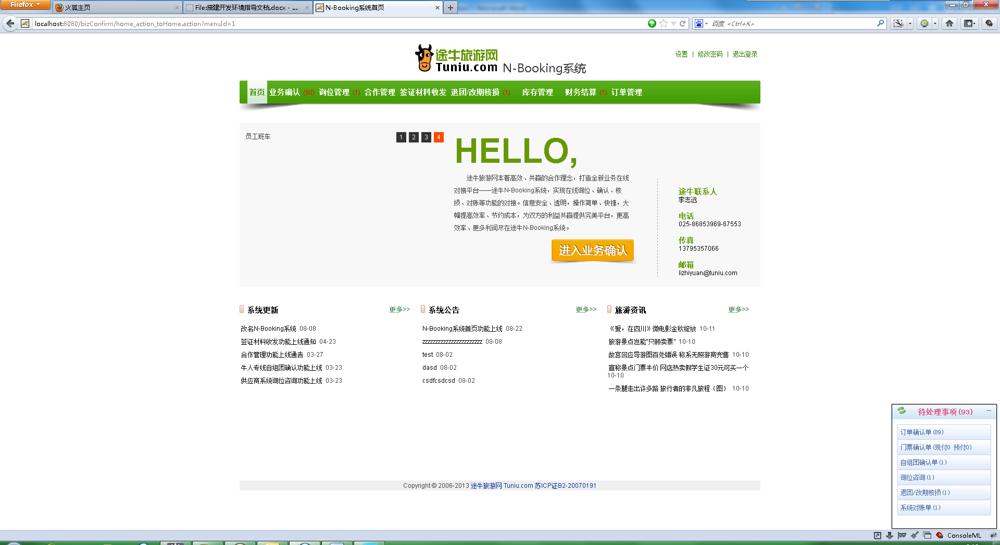 Firefox
火狐主页
File:搭建开发环境指导文档.docx - ...
N-Booking系统首页
localhost:8080/bizConfirm/home_action_toHome.action?menuId=1
百度 <Ctrl+K>
途牛旅游网
Tuniu.com N-Booking系统
设置 | 修改密码 | 退出登录
首页 业务确认 (90) 询位管理 (1) 合作管理 签证材料收发 退团/改期核损 (1) 库存管理 财务结算 (1) 订单管理
员工班车
1 2 3 4
HELLO,
途牛旅游网本着高效、共赢的合作理念，打造全新业务在线
对接平台——途牛N-Booking系统，实现在线询位、确认、核
损、对账等功能的对接。信息安全、透明，操作简单、快捷，大
幅提高效率、节约成本，为双方的利益共赢提供完美平台，更高
效率、更多利润尽在途牛N-Booking系统。
进入业务确认
途牛联系人
李志远
电话
025-86853969-67553
传真
13795357066
邮箱
lizhiyuan@tuniu.com
系统更新 更多>>
改名N-Booking系统 08-08
签证材料收发功能上线通知 04-23
合作管理功能上线通告 03-27
牛人专线自组团确认功能上线 03-23
供应商系统询位咨询功能上线 03-23
系统公告 更多>>
N-Booking系统首页功能上线 08-22
zzzzzzzzzzzzzzzzzzzzzzz 08-08
test 08-02
dasd 08-02
csdfcsdcsd 08-02
旅游资讯 更多>>
《爱，在四川》微电影金秋绽放 10-11
旅游景点岂能"只顾卖票" 10-10
故宫回应导游图百处错误 称系无照游商兜售 10-10
宣称景点门票半价 网店热卖假学生证30元可买一个
10-10
一条腿走出许多路 旅行者的非凡旅程（图） 10-10
待处理事项(93)
订单确认单(89)
门票确认单(现付0 预付0)
自组团确认单(1)
询位咨询(1)
退团/改期核损(1)
系统对账单(1)
Copyright © 2006-2013 途牛旅游网 Tuniu.com 苏ICP证B2-20070191
ConsoleML